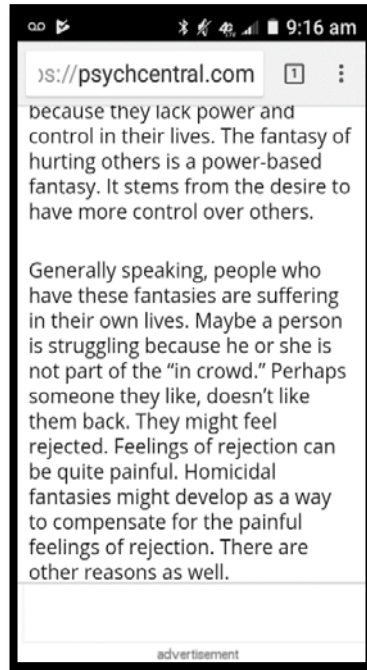 9:16 am
ps://psychcentral.com
1
because they lack power and
control in their lives. The fantasy of
hurting others is a power-based
fantasy. It stems from the desire to
have more control over others.
Generally speaking, people who
have these fantasies are suffering
in their own lives. Maybe a person
is struggling because he or she is
not part of the “in crowd.” Perhaps
someone they like, doesn’t like
them back. They might feel
rejected. Feelings of rejection can
be quite painful. Homicidal
fantasies might develop as a way
to compensate for the painful
feelings of rejection. There are
other reasons as well.
advertisement